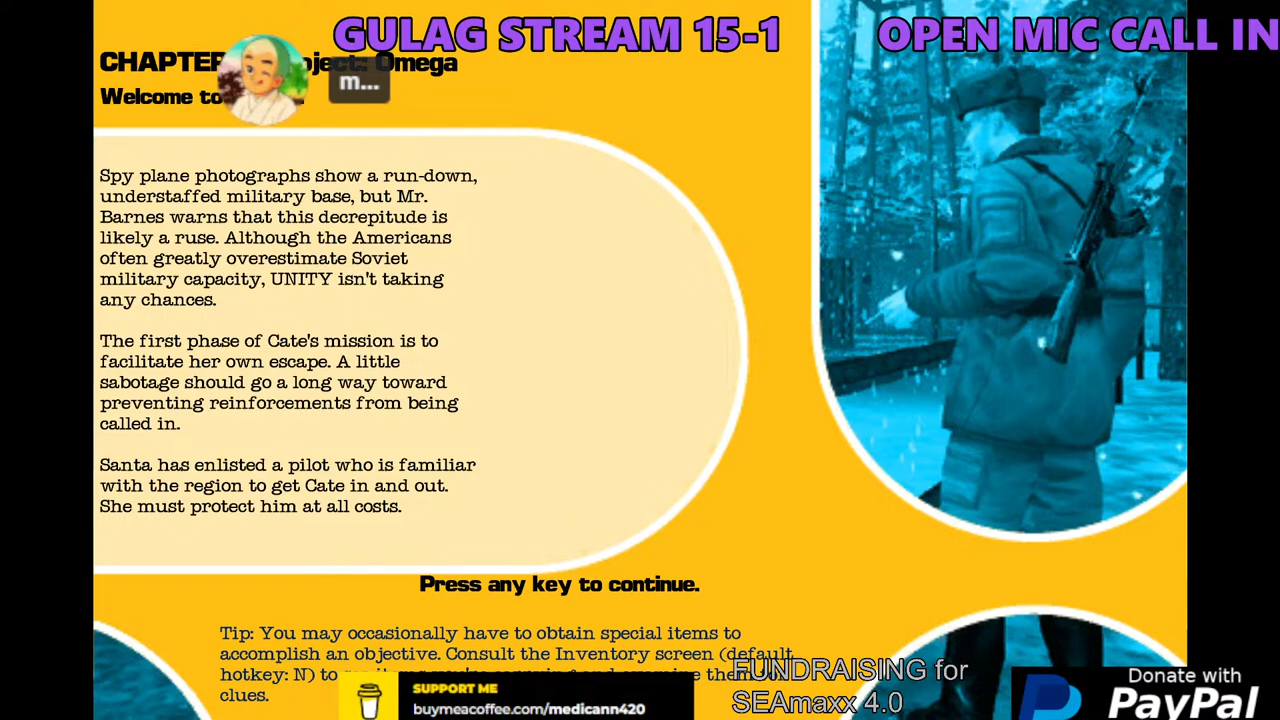 GULAG STREAM 15-1 OPEN MIC CALL IN
CHAPTER Omega
m...
Welcome to
Spy plane photographs show a run-down,
understaffed military base, but Mr.
Barnes warns that this decrepitude is
likely a ruse. Although the Americans
often greatly overestimate Soviet
military capacity, UNITY isn't taking
any chances.
The first phase of Cate's mission is to
facilitate her own escape. A little
sabotage should go a long way toward
preventing reinforcements from being
called in.
Santa has enlisted a pilot who is familiar
with the region to get Cate in and out.
She must protect him at all costs.
Press any key to continue.
Tip: You may occasionally have to obtain special items to
accomplish an objective. Consult the Inventory screen (default
hotkey: N) to
clues.
SUPPORT ME
buymeacoffee.com/medicann420
FUNDRAISING for
SEAmaxx 4.0
Donate with
PayPal